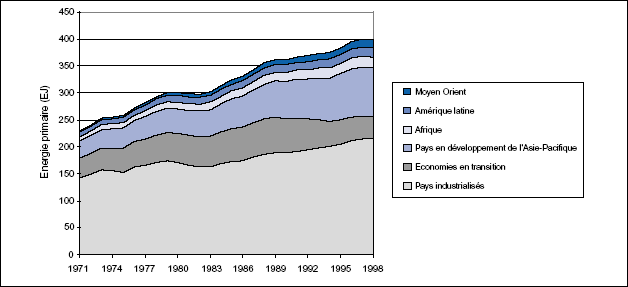 Energie primaire (EJ)
450
400
350
300
250
200
150
100
50
0
1971 1974 1977 1980 1983 1986 1989 1992 1995 1998
Moyen Orient
Amérique latine
Afrique
Pays en développement de l'Asie-Pacifique
Economies en transition
Pays industrialisés